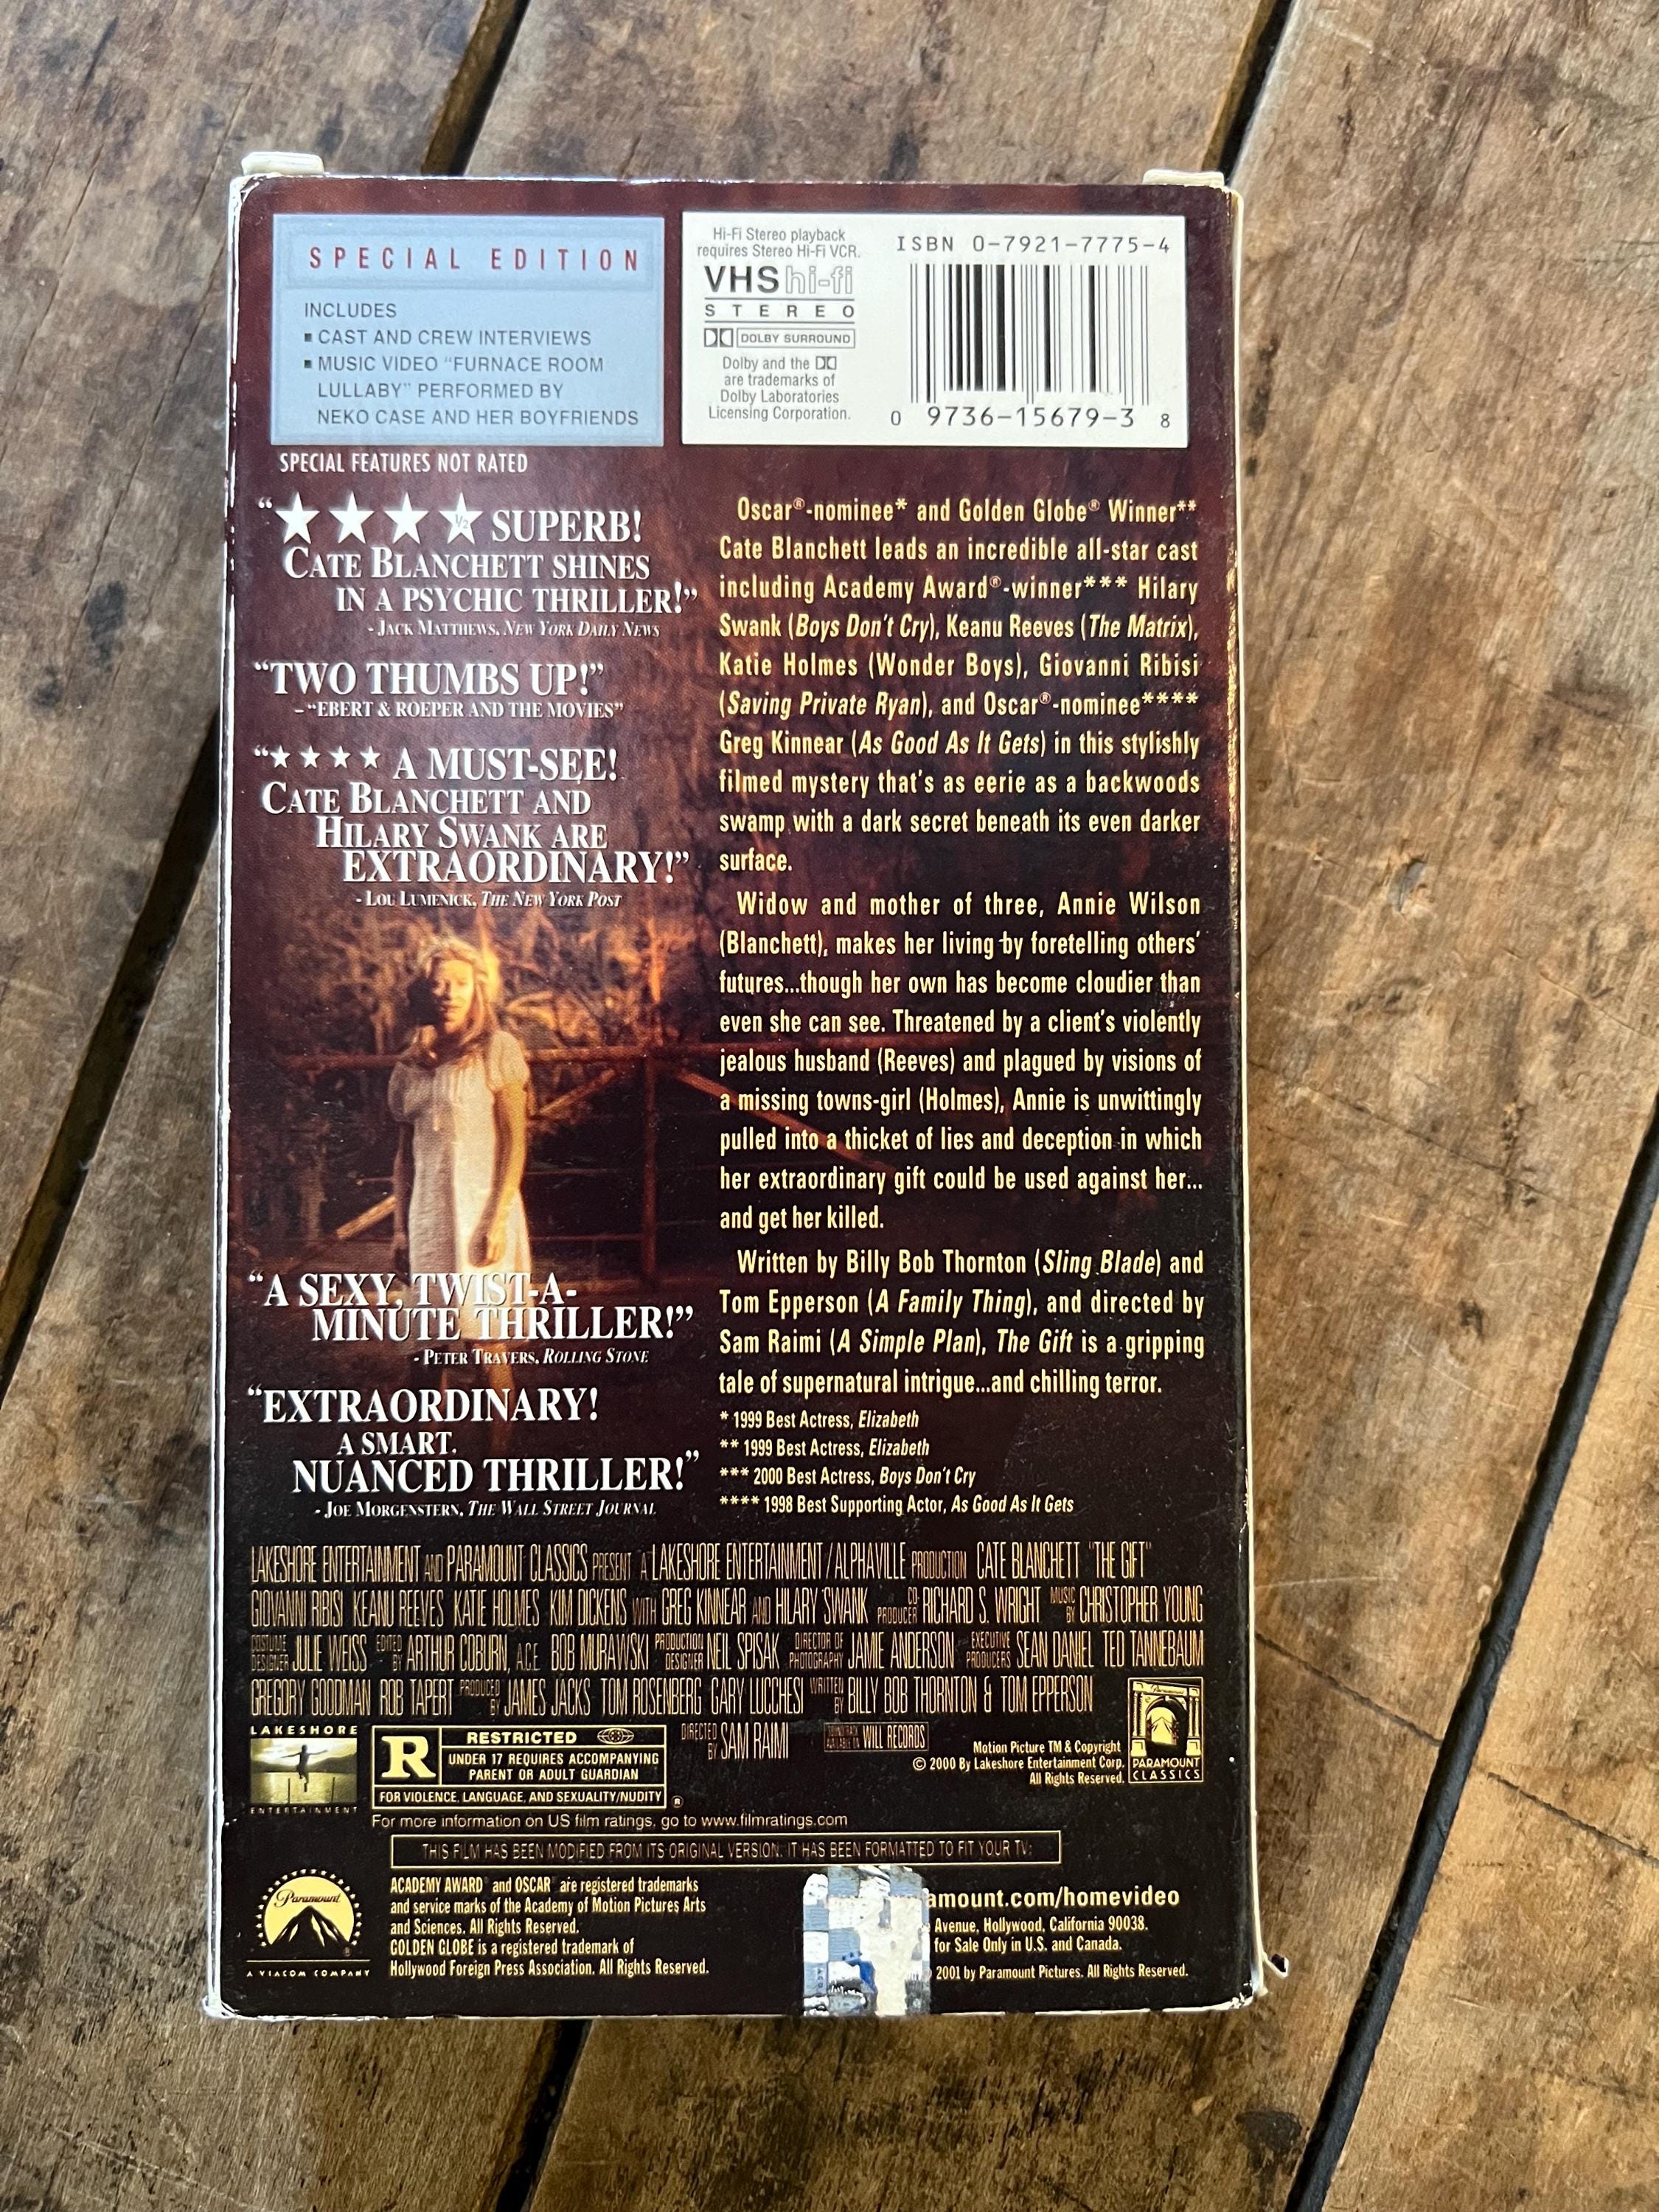 SPECIAL EDITION
INCLUDES
▪ CAST AND CREW INTERVIEWS
▪ MUSIC VIDEO "FURNACE ROOM
LULLABY" PERFORMED BY
NEKO CASE AND HER BOYFRIENDS
SPECIAL FEATURES NOT RATED
Hi-Fi Stereo playback
requires Stereo Hi-Fi VCR.
VHS hi-fi
STEREO
DOLBY SURROUND
Dolby and the
are trademarks of
Dolby Laboratories
Licensing Corporation.
ISBN 0-7921-7775-4
0 9736-15679-3 8
"★★★½ SUPERB!
CATE BLANCHETT SHINES
IN A PSYCHIC THRILLER!"
- JACK MATTHEWS, NEW YORK DAILY NEWS
"TWO THUMBS UP!"
– "EBERT & ROEPER AND THE MOVIES"
"★★★★ A MUST-SEE!
CATE BLANCHETT AND
HILARY SWANK ARE
EXTRAORDINARY!"
- LOU LUMENICK, THE NEW YORK POST
"A SEXY, TWIST-A-
MINUTE THRILLER!"
- PETER TRAVERS, ROLLING STONE
"EXTRAORDINARY!
A SMART.
NUANCED THRILLER!"
- JOE MORGENSTERN, THE WALL STREET JOURNAL
Oscar®-nominee* and Golden Globe® Winner**
Cate Blanchett leads an incredible all-star cast
including Academy Award®-winner*** Hilary
Swank (Boys Don't Cry), Keanu Reeves (The Matrix),
Katie Holmes (Wonder Boys), Giovanni Ribisi
(Saving Private Ryan), and Oscar®-nominee****
Greg Kinnear (As Good As It Gets) in this stylishly
filmed mystery that's as eerie as a backwoods
swamp with a dark secret beneath its even darker
surface.
Widow and mother of three, Annie Wilson
(Blanchett), makes her living by foretelling others'
futures...though her own has become cloudier than
even she can see. Threatened by a client's violently
jealous husband (Reeves) and plagued by visions of
a missing towns-girl (Holmes), Annie is unwittingly
pulled into a thicket of lies and deception in which
her extraordinary gift could be used against her...
and get her killed.
Written by Billy Bob Thornton (Sling Blade) and
Tom Epperson (A Family Thing), and directed by
Sam Raimi (A Simple Plan), The Gift is a gripping
tale of supernatural intrigue...and chilling terror.
* 1999 Best Actress, Elizabeth
** 1999 Best Actress, Elizabeth
*** 2000 Best Actress, Boys Don't Cry
**** 1998 Best Supporting Actor, As Good As It Gets
LAKESHORE ENTERTAINMENT AND PARAMOUNT CLASSICS PRESENT A LAKESHORE ENTERTAINMENT / ALPHAVILLE PRODUCTION CATE BLANCHETT "THE GIFT"
GIOVANNI RIBISI KEANU REEVES KATIE HOLMES KIM DICKENS WITH GREG KINNEAR AND HILARY SWANK CO-PRODUCER RICHARD S. WRIGHT MUSIC BY CHRISTOPHER YOUNG
COSTUME DESIGNER JULIE WEISS EDITED BY ARTHUR COBURN, A.C.E. BOB MURAWSKI PRODUCTION DESIGNER NEIL SPISAK DIRECTOR OF PHOTOGRAPHY JAMIE ANDERSON EXECUTIVE PRODUCERS SEAN DANIEL TED TANNEBAUM
GREGORY GOODMAN ROB TAPERT PRODUCED BY JAMES JACKS TOM ROSENBERG GARY LUCCHESI WRITTEN BY BILLY BOB THORNTON & TOM EPPERSON
DIRECTED BY SAM RAIMI SOUNDTRACK AVAILABLE IN WILL RECORDS
LAKESHORE
ENTERTAINMENT
R
RESTRICTED
UNDER 17 REQUIRES ACCOMPANYING
PARENT OR ADULT GUARDIAN
FOR VIOLENCE, LANGUAGE, AND SEXUALITY/NUDITY
®
For more information on US film ratings, go to www.filmratings.com
Motion Picture TM & Copyright
© 2000 By Lakeshore Entertainment Corp.
All Rights Reserved.
Paramount
PARAMOUNT
CLASSICS
THIS FILM HAS BEEN MODIFIED FROM ITS ORIGINAL VERSION. IT HAS BEEN FORMATTED TO FIT YOUR TV.
Paramount
®
A VIACOM COMPANY
ACADEMY AWARD® and OSCAR® are registered trademarks
and service marks of the Academy of Motion Pictures Arts
and Sciences. All Rights Reserved.
GOLDEN GLOBE is a registered trademark of
Hollywood Foreign Press Association. All Rights Reserved.
amount.com/homevideo
Avenue, Hollywood, California 90038.
for Sale Only in U.S. and Canada.
2001 by Paramount Pictures. All Rights Reserved.